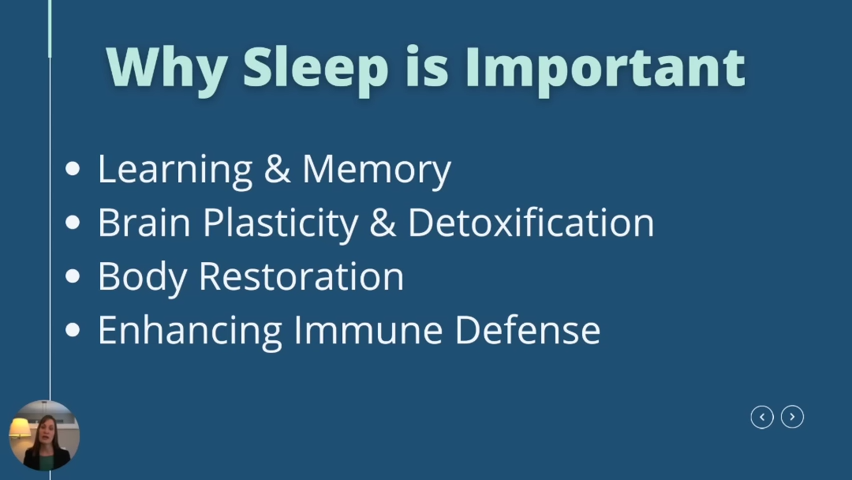 Why Sleep is Important
Learning & Memory
Brain Plasticity & Detoxification
Body Restoration
Enhancing Immune Defense